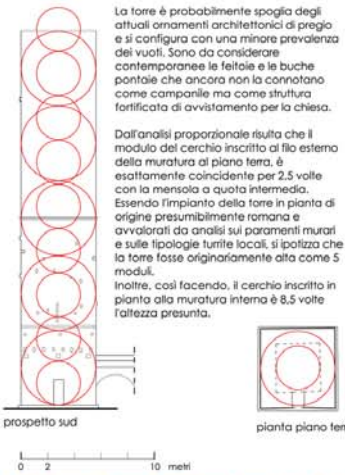 La torre è probabilmente spoglia degli
attuali ornamenti architettonici di pregio
e si configura con una minore prevalenza
dei vuoti. Sono da considerare
contemporanee le feitoie e le buche
pontaie che ancora non la connotano
come campanile ma come struttura
fortificata di avvistamento per la chiesa.
Dall'analisi proporzionale risulta che il
modulo del cerchio inscritto al filo esterno
della muratura al piano terra, è
esattamente coincidente per 2,5 volte
con la mensola a quota intermedia.
Essendo l'impianto della torre in pianta di
origine presumibilmente romana e
avvalorati da analisi sui paramenti murari
e sulle tipologie turrite locali, si ipotizza che
la torre fosse originariamente alta come 5
moduli.
Inoltre, così facendo, il cerchio inscritto in
pianta alla muratura interna è 8,5 volte
l'altezza presunta.
prospetto sud
pianta piano terr
0 2 10 metri